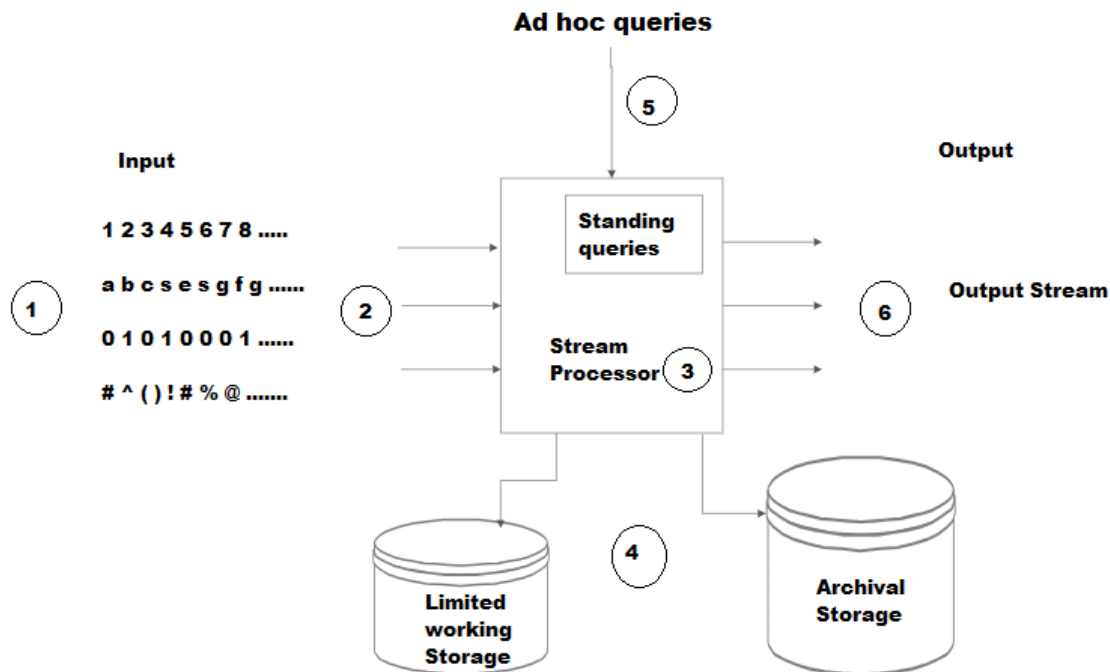 Ad hoc queries
5
Input
Output
1 2 3 4 5 6 7 8 .....
Standing
queries
a b c s e s g f g ......
1
2
6
Output Stream
0 1 0 1 0 0 0 1 ......
Stream
Processor
3
# ^ ( ) ! # % @ .......
4
Limited
working
Storage
Archival
Storage